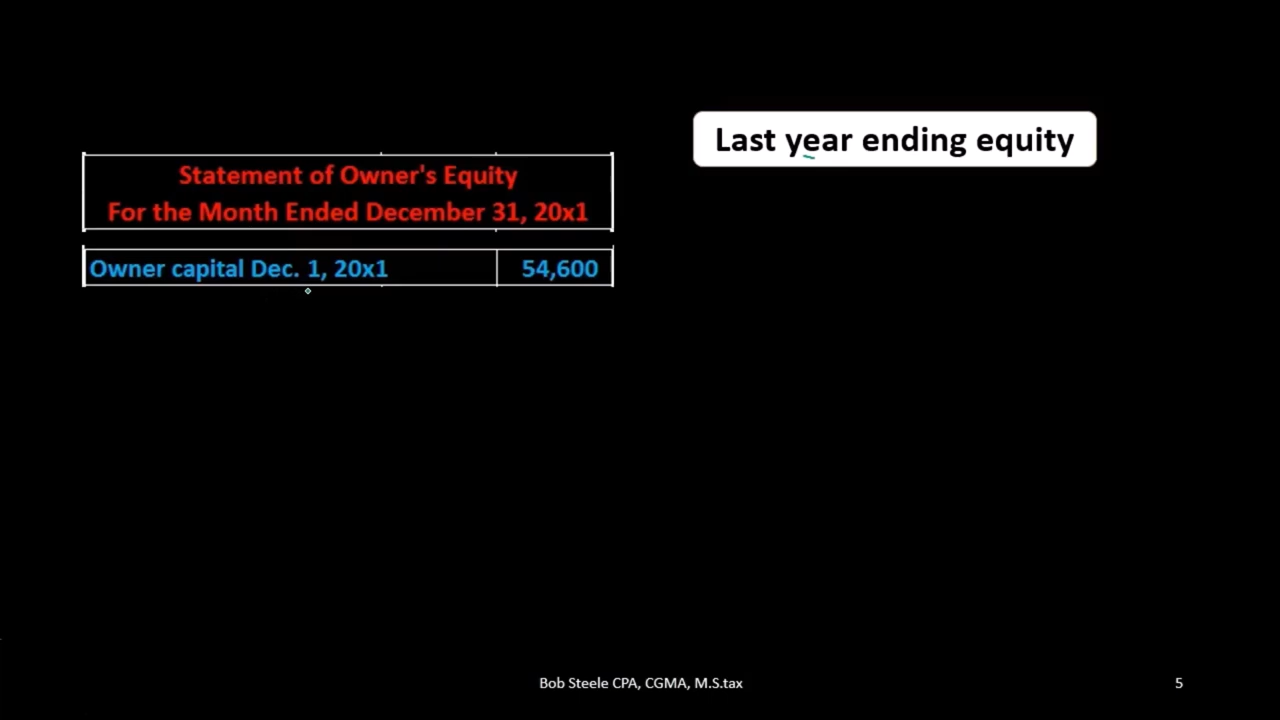 Last year ending equity
Statement of Owner's Equity
For the Month Ended December 31, 20x1
Owner capital Dec. 1, 20x1 54,600
Bob Steele CPA, CGMA, M.S.tax
5